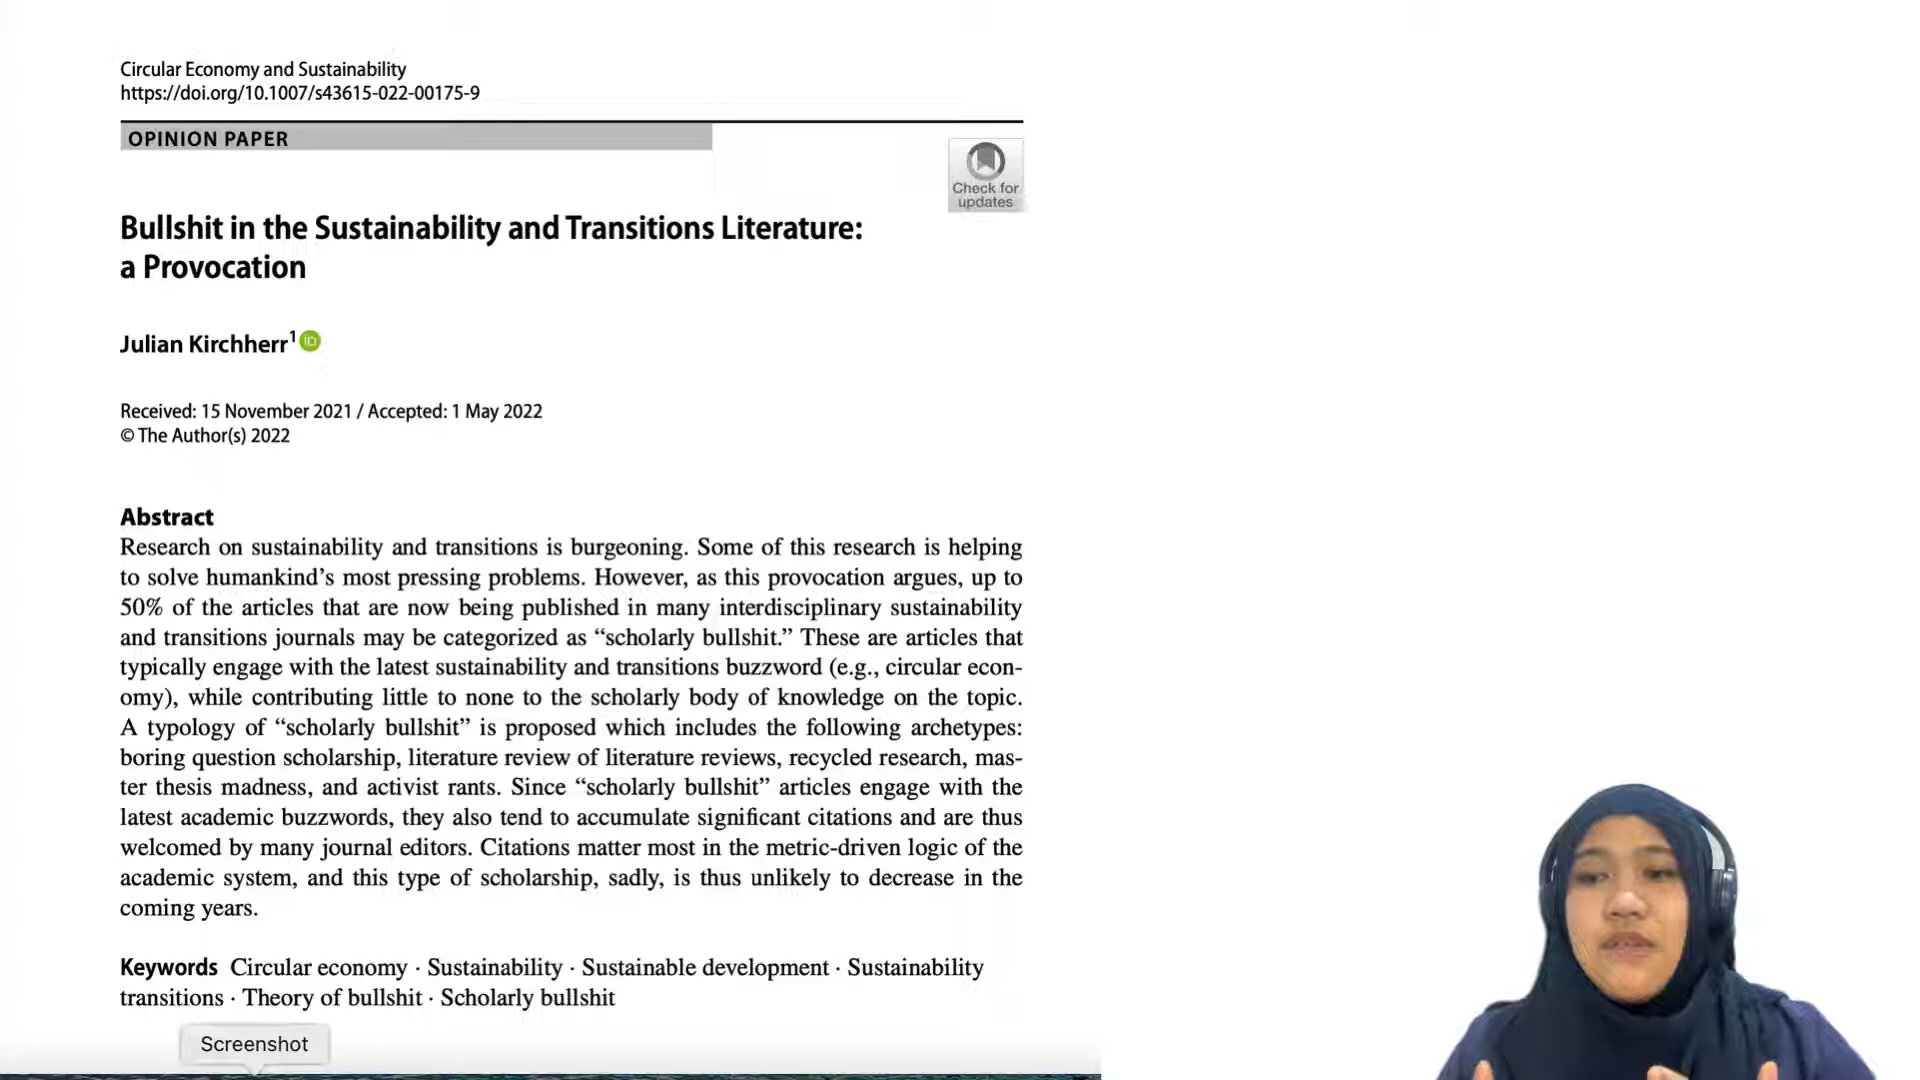 Circular Economy and Sustainability
https://doi.org/10.1007/s43615-022-00175-9
OPINION PAPER
Check for
updates
Bullshit in the Sustainability and Transitions Literature:
a Provocation
Julian Kirchherr1 iD
Received: 15 November 2021 / Accepted: 1 May 2022
© The Author(s) 2022
Abstract
Research on sustainability and transitions is burgeoning. Some of this research is helping
to solve humankind’s most pressing problems. However, as this provocation argues, up to
50% of the articles that are now being published in many interdisciplinary sustainability
and transitions journals may be categorized as “scholarly bullshit.” These are articles that
typically engage with the latest sustainability and transitions buzzword (e.g., circular econ-
omy), while contributing little to none to the scholarly body of knowledge on the topic.
A typology of “scholarly bullshit” is proposed which includes the following archetypes:
boring question scholarship, literature review of literature reviews, recycled research, mas-
ter thesis madness, and activist rants. Since “scholarly bullshit” articles engage with the
latest academic buzzwords, they also tend to accumulate significant citations and are thus
welcomed by many journal editors. Citations matter most in the metric-driven logic of the
academic system, and this type of scholarship, sadly, is thus unlikely to decrease in the
coming years.
Keywords Circular economy · Sustainability · Sustainable development · Sustainability
transitions · Theory of bullshit · Scholarly bullshit
Screenshot